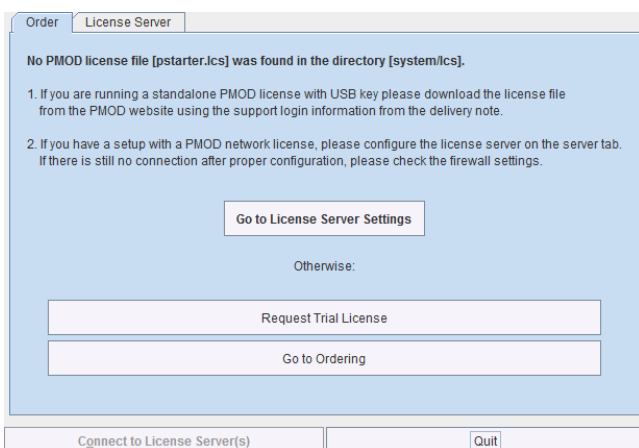 Order
License Server
No PMOD license file [pstarter.lcs] was found in the directory [system/lcs].
1. If you are running a standalone PMOD license with USB key please download the license file
from the PMOD website using the support login information from the delivery note.
2. If you have a setup with a PMOD network license, please configure the license server on the server tab.
If there is still no connection after proper configuration, please check the firewall settings.
Go to License Server Settings
Otherwise:
Request Trial License
Go to Ordering
Connect to License Server(s)
Quit